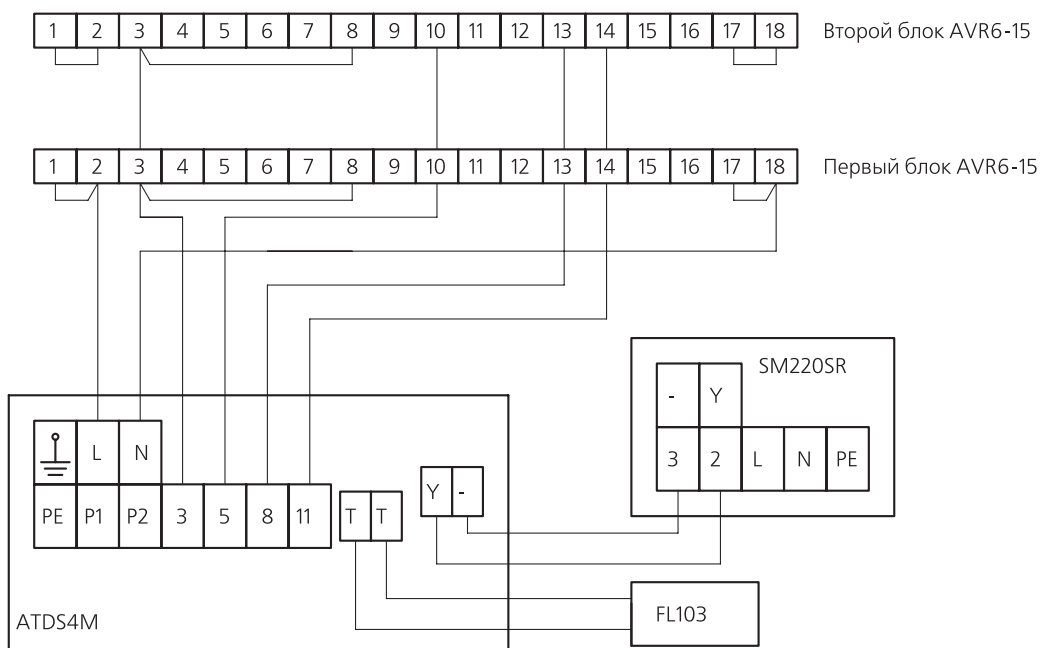 1 2 3 4 5 6 7 8 9 10 11 12 13 14 15 16 17 18 Второй блок AVR6-15
1 2 3 4 5 6 7 8 9 10 11 12 13 14 15 16 17 18 Первый блок AVR6-15
SM220SR
- Y
3 2 L N PE
L N
Y -
PE P1 P2 3 5 8 11
T T
FL103
ATDS4M